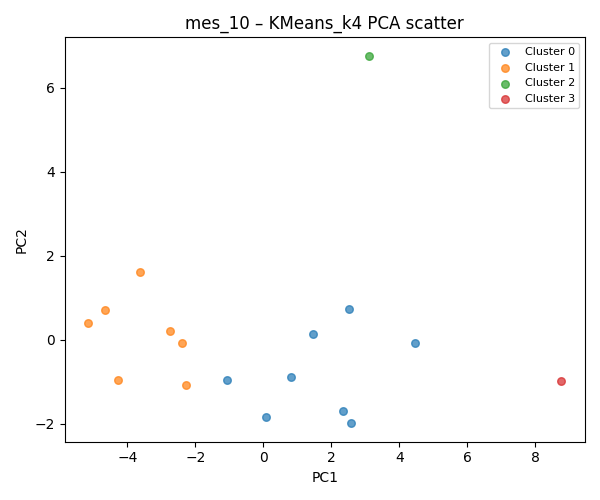 mes_10 – KMeans_k4 PCA scatter
Cluster 0
Cluster 1
Cluster 2
Cluster 3
PC2
6
4
2
0
−2
−4
−2
0
2
4
6
8
PC1